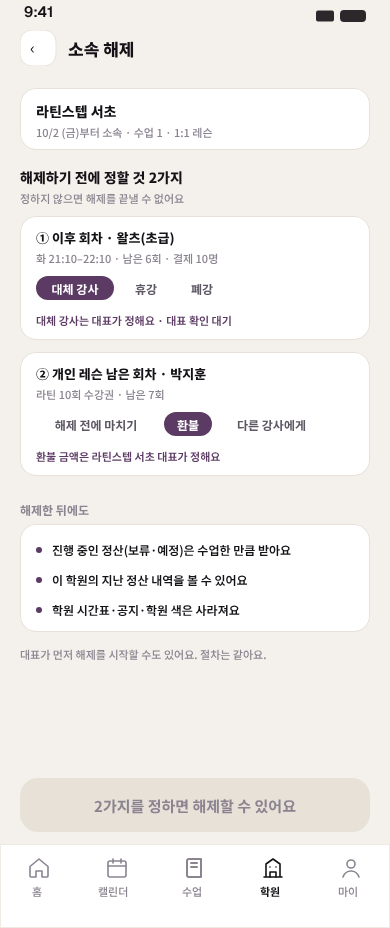 9:41
‹ 소속 해제
라틴스텝 서초
10/2 (금)부터 소속 · 수업 1 · 1:1 레슨
해제하기 전에 정할 것 2가지
정하지 않으면 해제를 끝낼 수 없어요
① 이후 회차 · 왈츠(초급)
화 21:10–22:10 · 남은 6회 · 결제 10명
대체 강사 휴강 폐강
대체 강사는 대표가 정해요 · 대표 확인 대기
② 개인 레슨 남은 회차 · 박지훈
라틴 10회 수강권 · 남은 7회
해제 전에 마치기 환불 다른 강사에게
환불 금액은 라틴스텝 서초 대표가 정해요
해제한 뒤에도
진행 중인 정산(보류·예정)은 수업한 만큼 받아요
이 학원의 지난 정산 내역을 볼 수 있어요
학원 시간표·공지·학원 색은 사라져요
대표가 먼저 해제를 시작할 수도 있어요. 절차는 같아요.
2가지를 정하면 해제할 수 있어요
홈 캘린더 수업 학원 마이